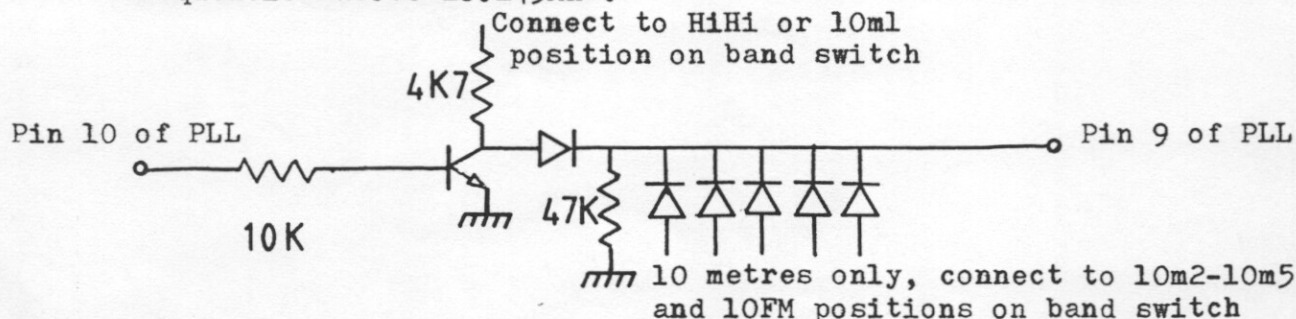 Connect to HiHi or 10ml
position on band switch
4K7
Pin 10 of PLL
Pin 9 of PLL
10K
47K
10 metres only, connect to 10m2-10m5
and 10FM positions on band switch